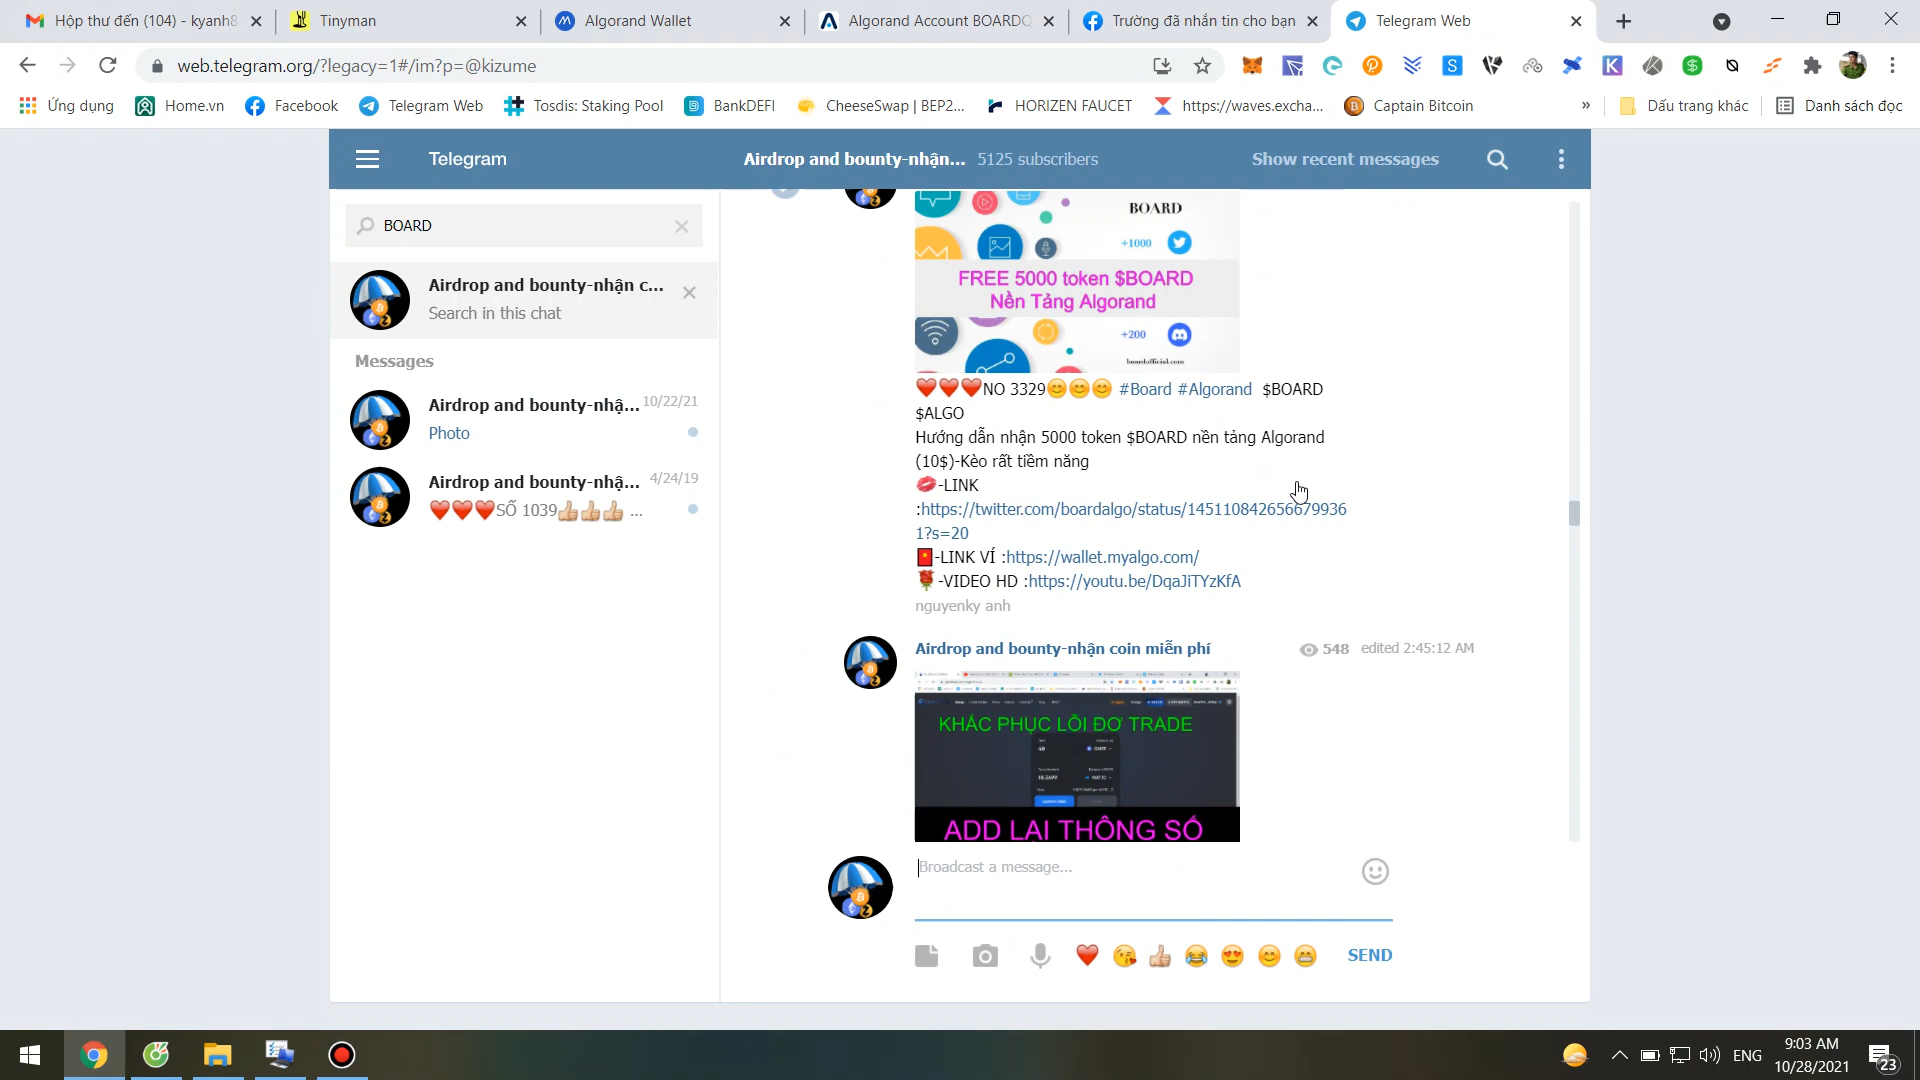 Hộp thư đến (104) - kyanh8
Tinyman
Algorand Wallet
Algorand Account BOARDO
Trường đã nhắn tin cho bạn
Telegram Web
web.telegram.org/?legacy=1#/im?p=@kizume
Ứng dụng
Home.vn
Facebook
Telegram Web
Tosdis: Staking Pool
BankDEFI
CheeseSwap | BEP2...
HORIZEN FAUCET
https://waves.excha...
Captain Bitcoin
»
Dấu trang khác
Danh sách đọc
Telegram
Airdrop and bounty-nhận... 5125 subscribers
Show recent messages
BOARD
Airdrop and bounty-nhận c...
Search in this chat
Messages
Airdrop and bounty-nhậ... 10/22/21
Photo
Airdrop and bounty-nhậ... 4/24/19
❤❤❤SỐ 1039👍👍👍 ...
BOARD
+1000
FREE 5000 token $BOARD
Nền Tảng Algorand
+200
boardofficial.com
❤❤❤NO 3329😊😊😊 #Board #Algorand $BOARD
$ALGO
Hướng dẫn nhận 5000 token $BOARD nền tảng Algorand
(10$)-Kèo rất tiềm năng
💋-LINK
:https://twitter.com/boardalgo/status/145110842656679936
1?s=20
🧧-LINK VÍ :https://wallet.myalgo.com/
🌹-VIDEO HD :https://youtu.be/DqaJiTYzKfA
nguyenky anh
Airdrop and bounty-nhận coin miễn phí
548 edited 2:45:12 AM
KHẮC PHỤC LỖI ĐƠ TRADE
ADD LẠI THÔNG SỐ
Broadcast a message...
SEND
ENG
9:03 AM
10/28/2021
23